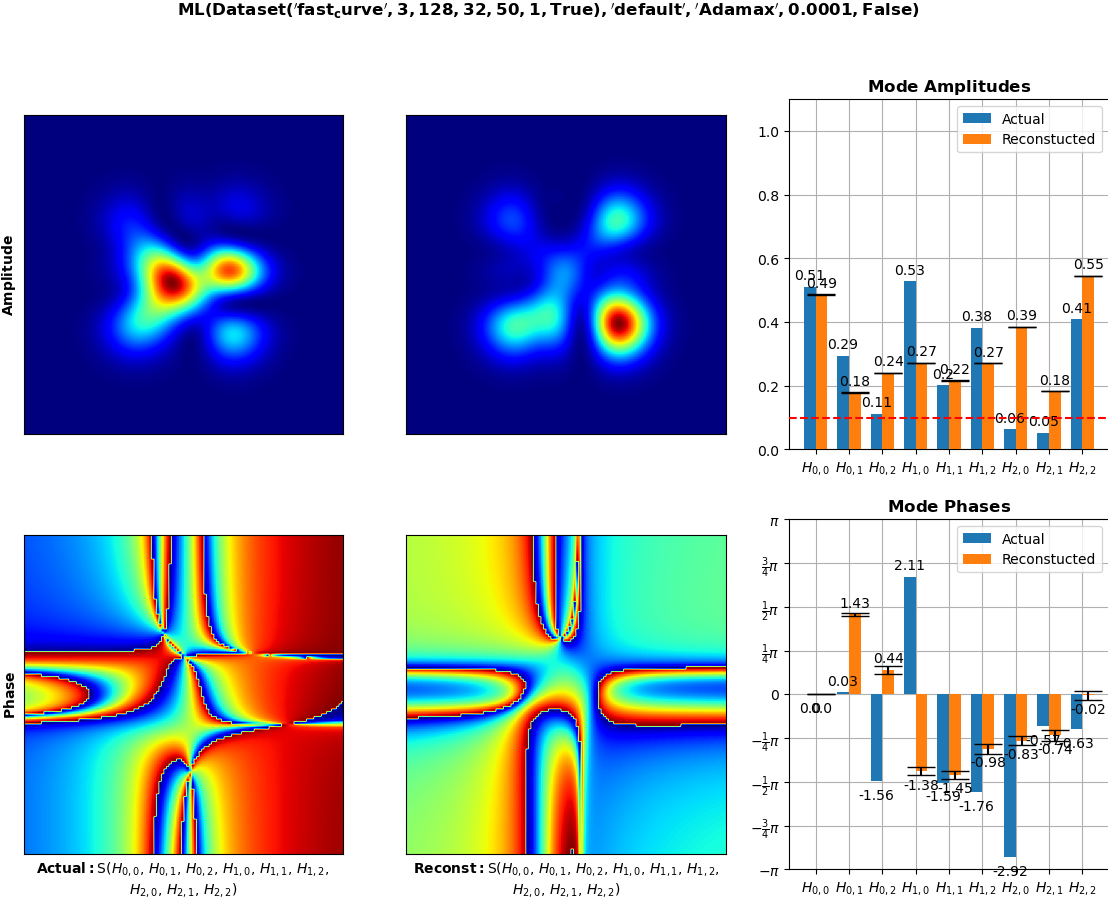 ML(Dataset('fast_curve', 3, 128, 32, 50, 1, True), 'default', 'Adamax', 0.0001, False)
Amplitude
Mode Amplitudes
Actual
Reconstucted
1.0
0.8
0.6
0.4
0.2
0.0
0.51
0.49
0.29
0.18
0.11
0.24
0.53
0.27
0.2
0.22
0.38
0.27
0.06
0.39
0.05
0.18
0.41
0.55
H0,0 H0,1 H0,2 H1,0 H1,1 H1,2 H2,0 H2,1 H2,2
Phase
Mode Phases
Actual
Reconstucted
π
3/4π
1/2π
1/4π
0
−1/4π
−1/2π
−3/4π
−π
0.0
0.0
0.03
1.43
-1.56
0.44
2.11
-1.38
-1.59
-1.45
-1.76
-0.98
-2.92
-0.83
-0.57
-0.74
-0.63
-0.02
H0,0 H0,1 H0,2 H1,0 H1,1 H1,2 H2,0 H2,1 H2,2
Actual: S(H0,0, H0,1, H0,2, H1,0, H1,1, H1,2,
H2,0, H2,1, H2,2)
Reconst: S(H0,0, H0,1, H0,2, H1,0, H1,1, H1,2,
H2,0, H2,1, H2,2)